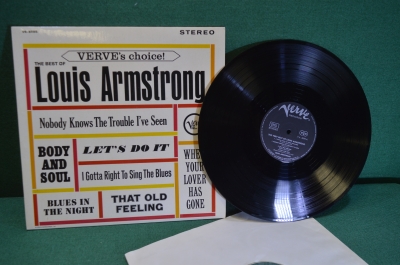 STEREO
VERVE's choice!
THE BEST OF
Louis Armstrong
Nobody Knows The Trouble I've Seen
BODY
AND
SOUL
LET'S DO IT
I Gotta Right To Sing The Blues
WHEN
YOUR
LOVER
HAS
GONE
BLUES IN
THE NIGHT
THAT OLD
FEELING
Verve